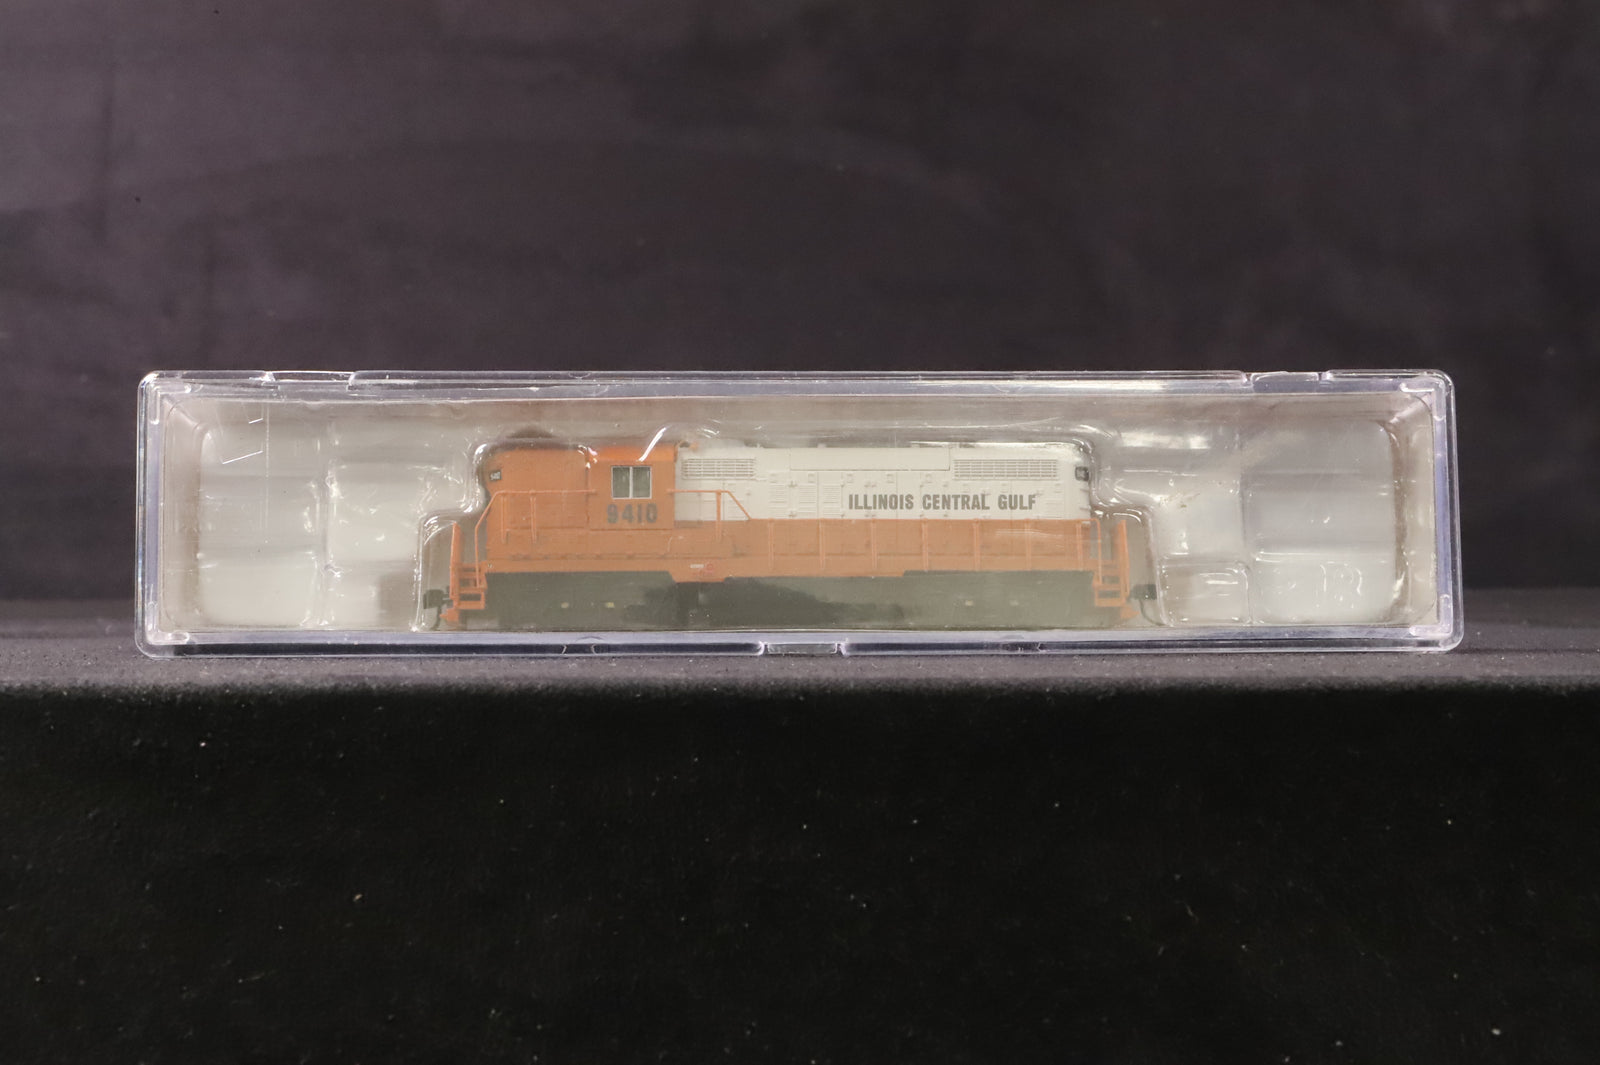 ILLINOIS CENTRAL GULF
9410